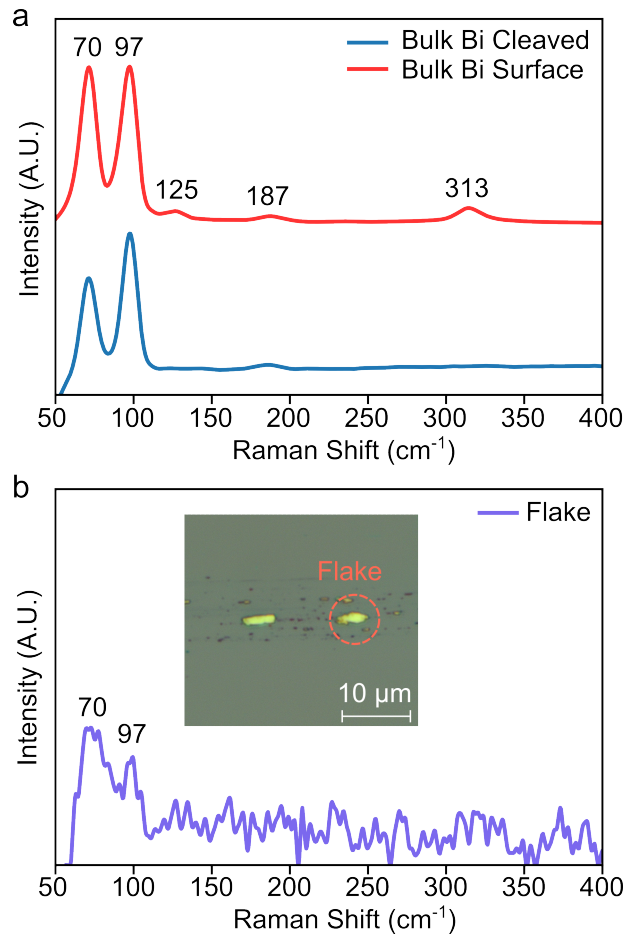 a
70 97
125
187
313
Bulk Bi Cleaved
Bulk Bi Surface
Intensity (A.U.)
50 100 150 200 250 300 350 400
Raman Shift (cm-1)
b
Flake
Flake
10 µm
70
97
Intensity (A.U.)
50 100 150 200 250 300 350 400
Raman Shift (cm-1)